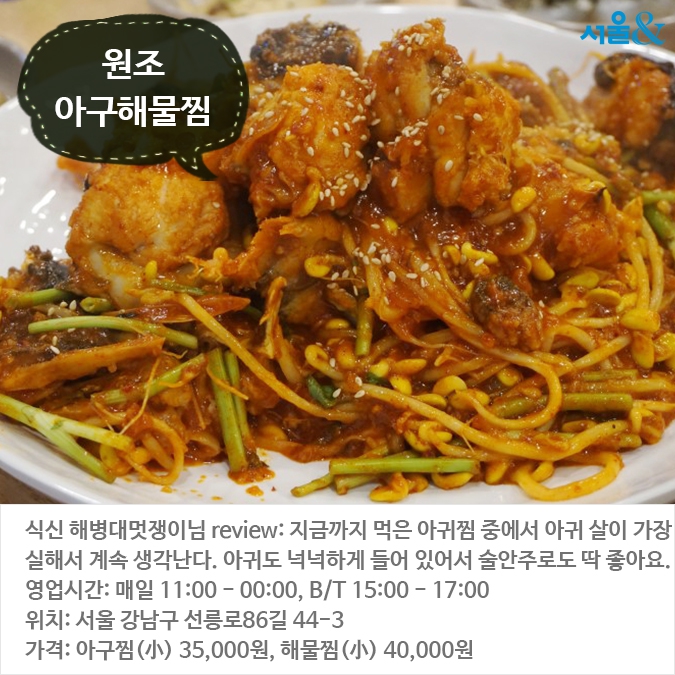 서울&
원조
아구해물찜
식신 해병대멋쟁이님 review: 지금까지 먹은 아귀찜 중에서 아귀 살이 가장
실해서 계속 생각난다. 아귀도 넉넉하게 들어 있어서 술안주로도 딱 좋아요.
영업시간: 매일 11:00 - 00:00, B/T 15:00 - 17:00
위치: 서울 강남구 선릉로86길 44-3
가격: 아구찜(小) 35,000원, 해물찜(小) 40,000원